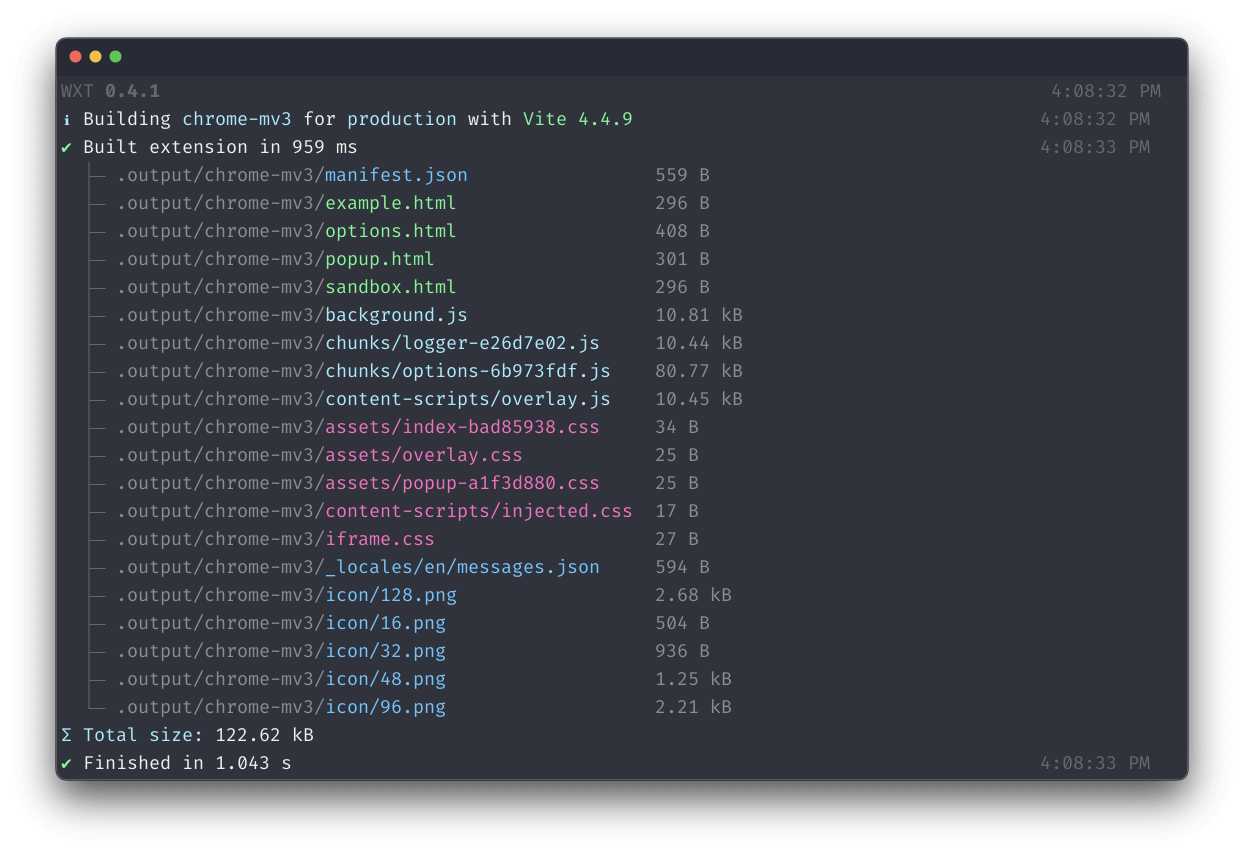 WXT 0.4.1 4:08:32 PM
ℹ Building chrome-mv3 for production with Vite 4.4.9 4:08:32 PM
✔ Built extension in 959 ms 4:08:33 PM
├─ .output/chrome-mv3/manifest.json 559 B
├─ .output/chrome-mv3/example.html 296 B
├─ .output/chrome-mv3/options.html 408 B
├─ .output/chrome-mv3/popup.html 301 B
├─ .output/chrome-mv3/sandbox.html 296 B
├─ .output/chrome-mv3/background.js 10.81 kB
├─ .output/chrome-mv3/chunks/logger-e26d7e02.js 10.44 kB
├─ .output/chrome-mv3/chunks/options-6b973fdf.js 80.77 kB
├─ .output/chrome-mv3/content-scripts/overlay.js 10.45 kB
├─ .output/chrome-mv3/assets/index-bad85938.css 34 B
├─ .output/chrome-mv3/assets/overlay.css 25 B
├─ .output/chrome-mv3/assets/popup-a1f3d880.css 25 B
├─ .output/chrome-mv3/content-scripts/injected.css 17 B
├─ .output/chrome-mv3/iframe.css 27 B
├─ .output/chrome-mv3/_locales/en/messages.json 594 B
├─ .output/chrome-mv3/icon/128.png 2.68 kB
├─ .output/chrome-mv3/icon/16.png 504 B
├─ .output/chrome-mv3/icon/32.png 936 B
├─ .output/chrome-mv3/icon/48.png 1.25 kB
└─ .output/chrome-mv3/icon/96.png 2.21 kB
Σ Total size: 122.62 kB
✔ Finished in 1.043 s 4:08:33 PM